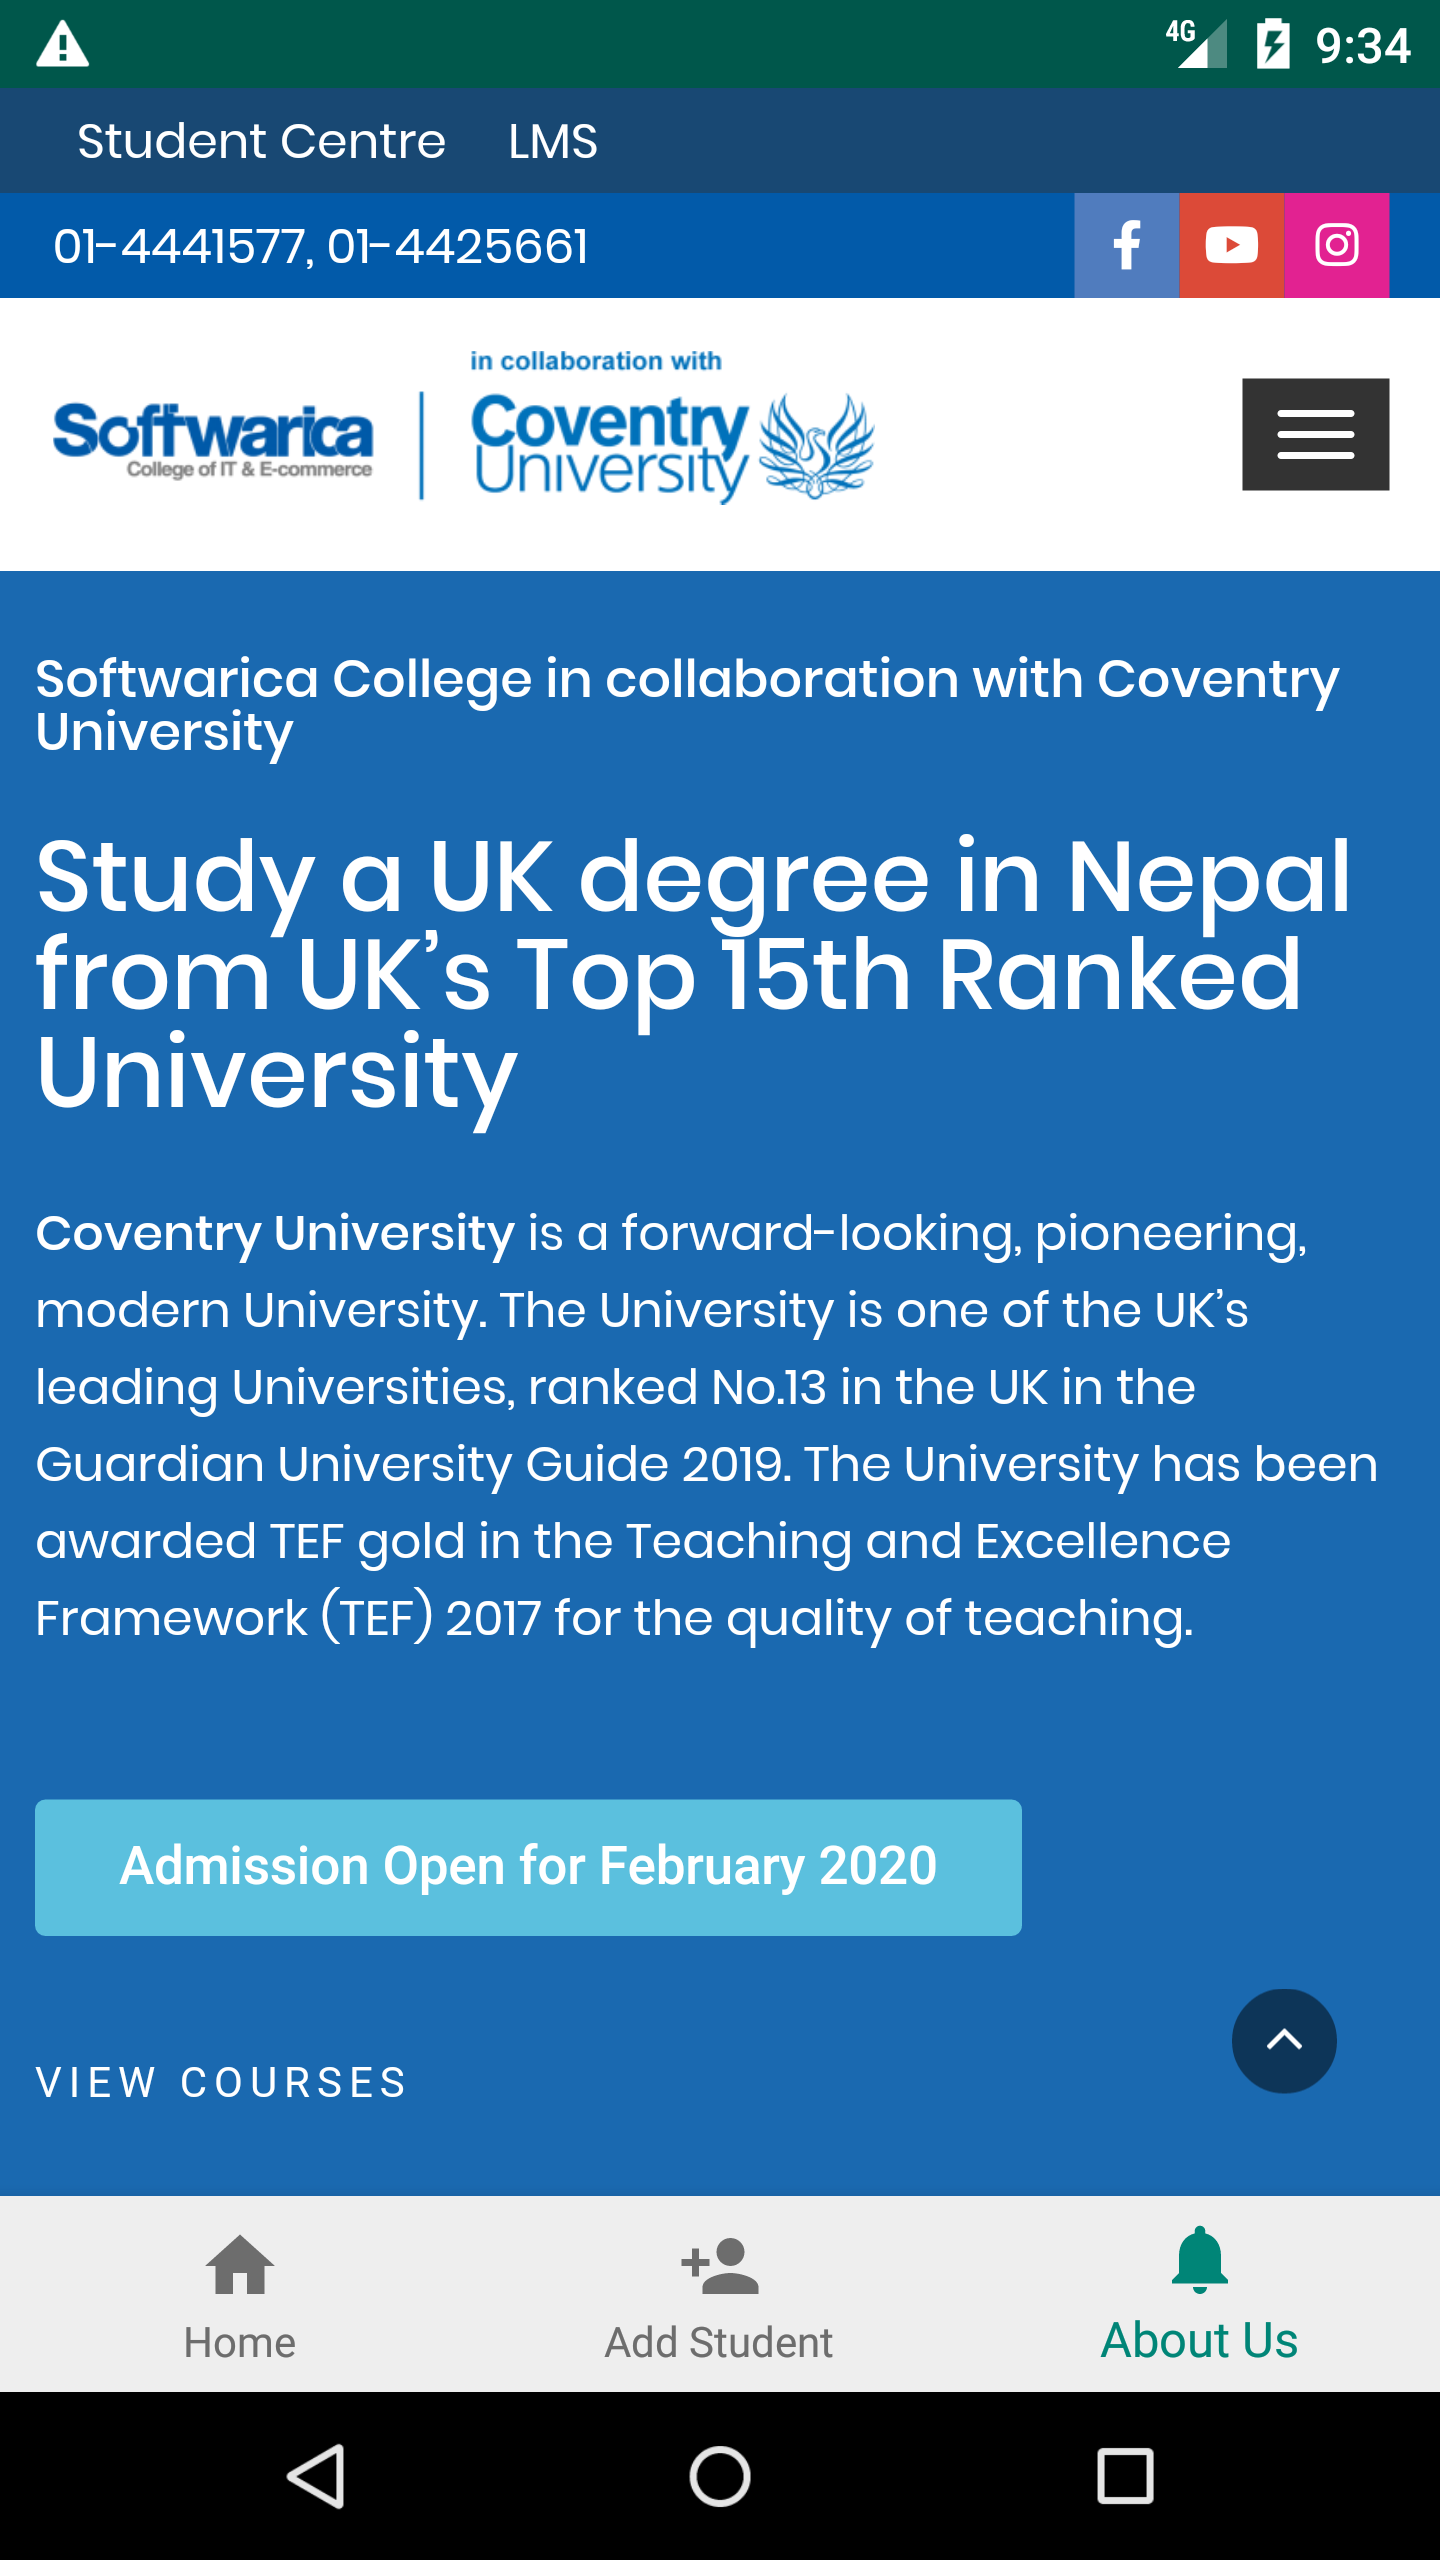 4G 9:34
Student Centre LMS
01-4441577, 01-4425661
in collaboration with
Softwarica
College of IT & E-commerce
Coventry
University
Softwarica College in collaboration with Coventry
University
Study a UK degree in Nepal
from UK’s Top 15th Ranked
University
Coventry University is a forward-looking, pioneering,
modern University. The University is one of the UK’s
leading Universities, ranked No.13 in the UK in the
Guardian University Guide 2019. The University has been
awarded TEF gold in the Teaching and Excellence
Framework (TEF) 2017 for the quality of teaching.
Admission Open for February 2020
VIEW COURSES
Home Add Student About Us